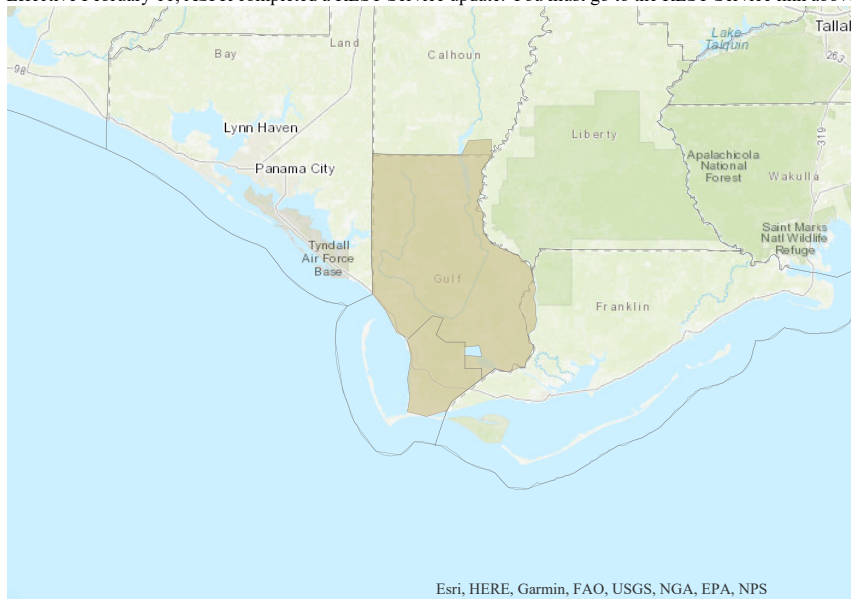 Lake
Talquin
Tallah
Land
Bay
Calhoun
263
98
319
Lynn Haven
Liberty
Panama City
Apalachicola
National
Forest
Wakulla
Saint Marks
Natl Wildlife
Refuge
Tyndall
Air Force
Base
Gulf
Franklin
Esri, HERE, Garmin, FAO, USGS, NGA, EPA, NPS